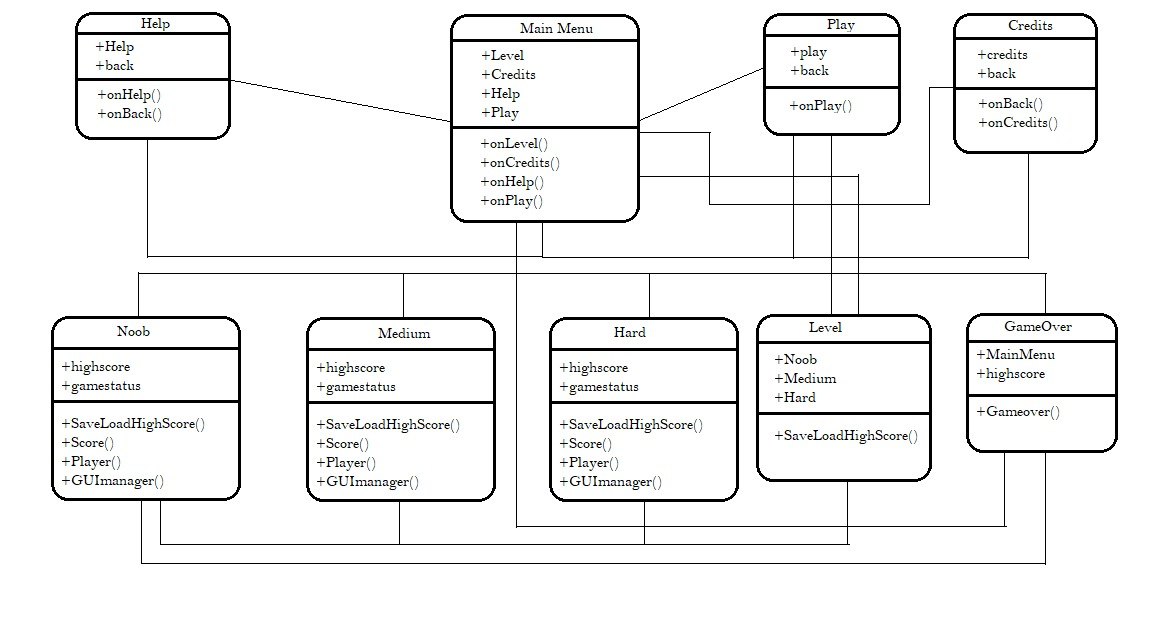 Help
+Help
+back
+onHelp()
+onBack()
Main Menu
+Level
+Credits
+Help
+Play
+onLevel()
+onCredits()
+onHelp()
+onPlay()
Play
+play
+back
+onPlay()
Credits
+credits
+back
+onBack()
+onCredits()
Noob
+highscore
+gamestatus
+SaveLoadHighScore()
+Score()
+Player()
+GUImanager()
Medium
+highscore
+gamestatus
+SaveLoadHighScore()
+Score()
+Player()
+GUImanager()
Hard
+highscore
+gamestatus
+SaveLoadHighScore()
+Score()
+Player()
+GUImanager()
Level
+Noob
+Medium
+Hard
+SaveLoadHighScore()
GameOver
+MainMenu
+highscore
+Gameover()